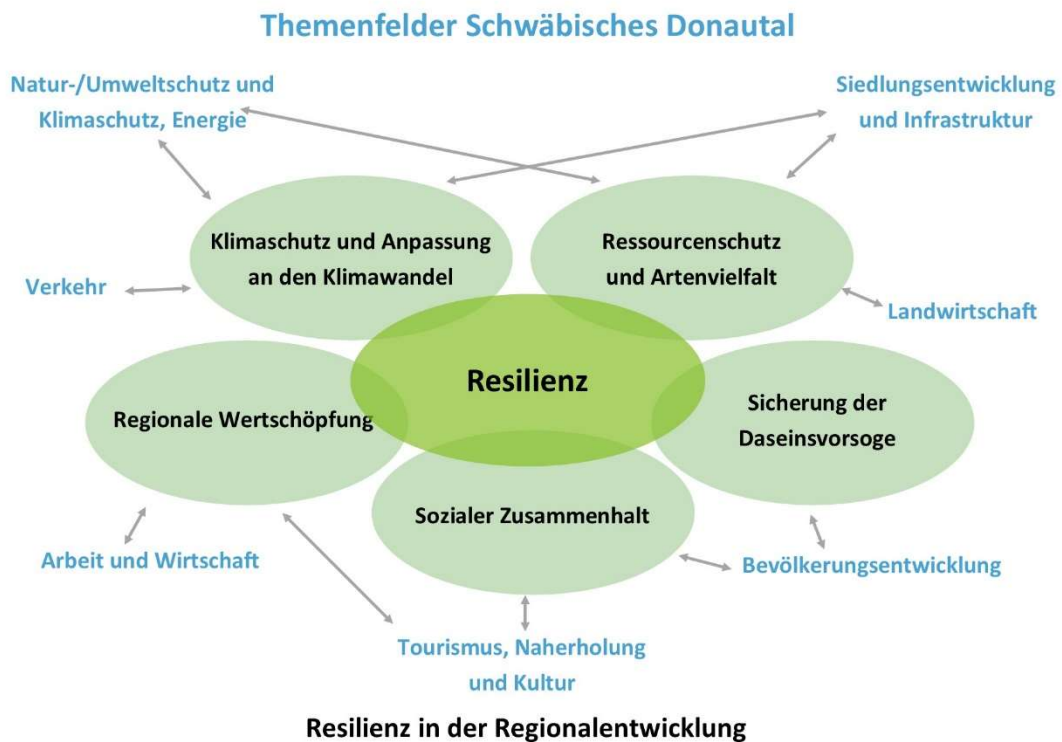 Themenfelder Schwäbisches Donautal
Natur-/Umweltschutz und
Klimaschutz, Energie
Siedlungsentwicklung
und Infrastruktur
Klimaschutz und Anpassung
an den Klimawandel
Ressourcenschutz
und Artenvielfalt
Verkehr
Landwirtschaft
Resilienz
Regionale Wertschöpfung
Sicherung der
Daseinsvorsoge
Sozialer Zusammenhalt
Arbeit und Wirtschaft
Bevölkerungsentwicklung
Tourismus, Naherholung
und Kultur
Resilienz in der Regionalentwicklung